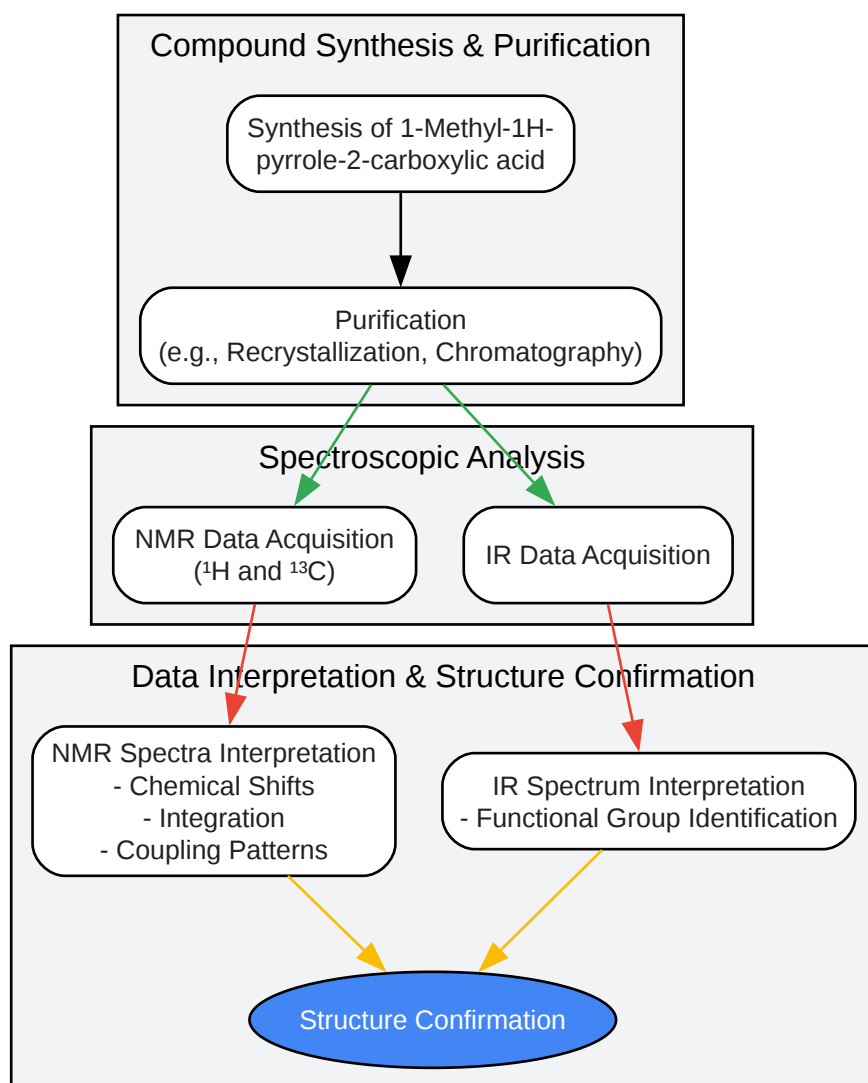 Compound Synthesis & Purification
Synthesis of 1-Methyl-1H-
pyrrole-2-carboxylic acid
Purification
(e.g., Recrystallization, Chromatography)
Spectroscopic Analysis
NMR Data Acquisition
(¹H and ¹³C)
IR Data Acquisition
Data Interpretation & Structure Confirmation
NMR Spectra Interpretation
- Chemical Shifts
- Integration
- Coupling Patterns
IR Spectrum Interpretation
- Functional Group Identification
Structure Confirmation